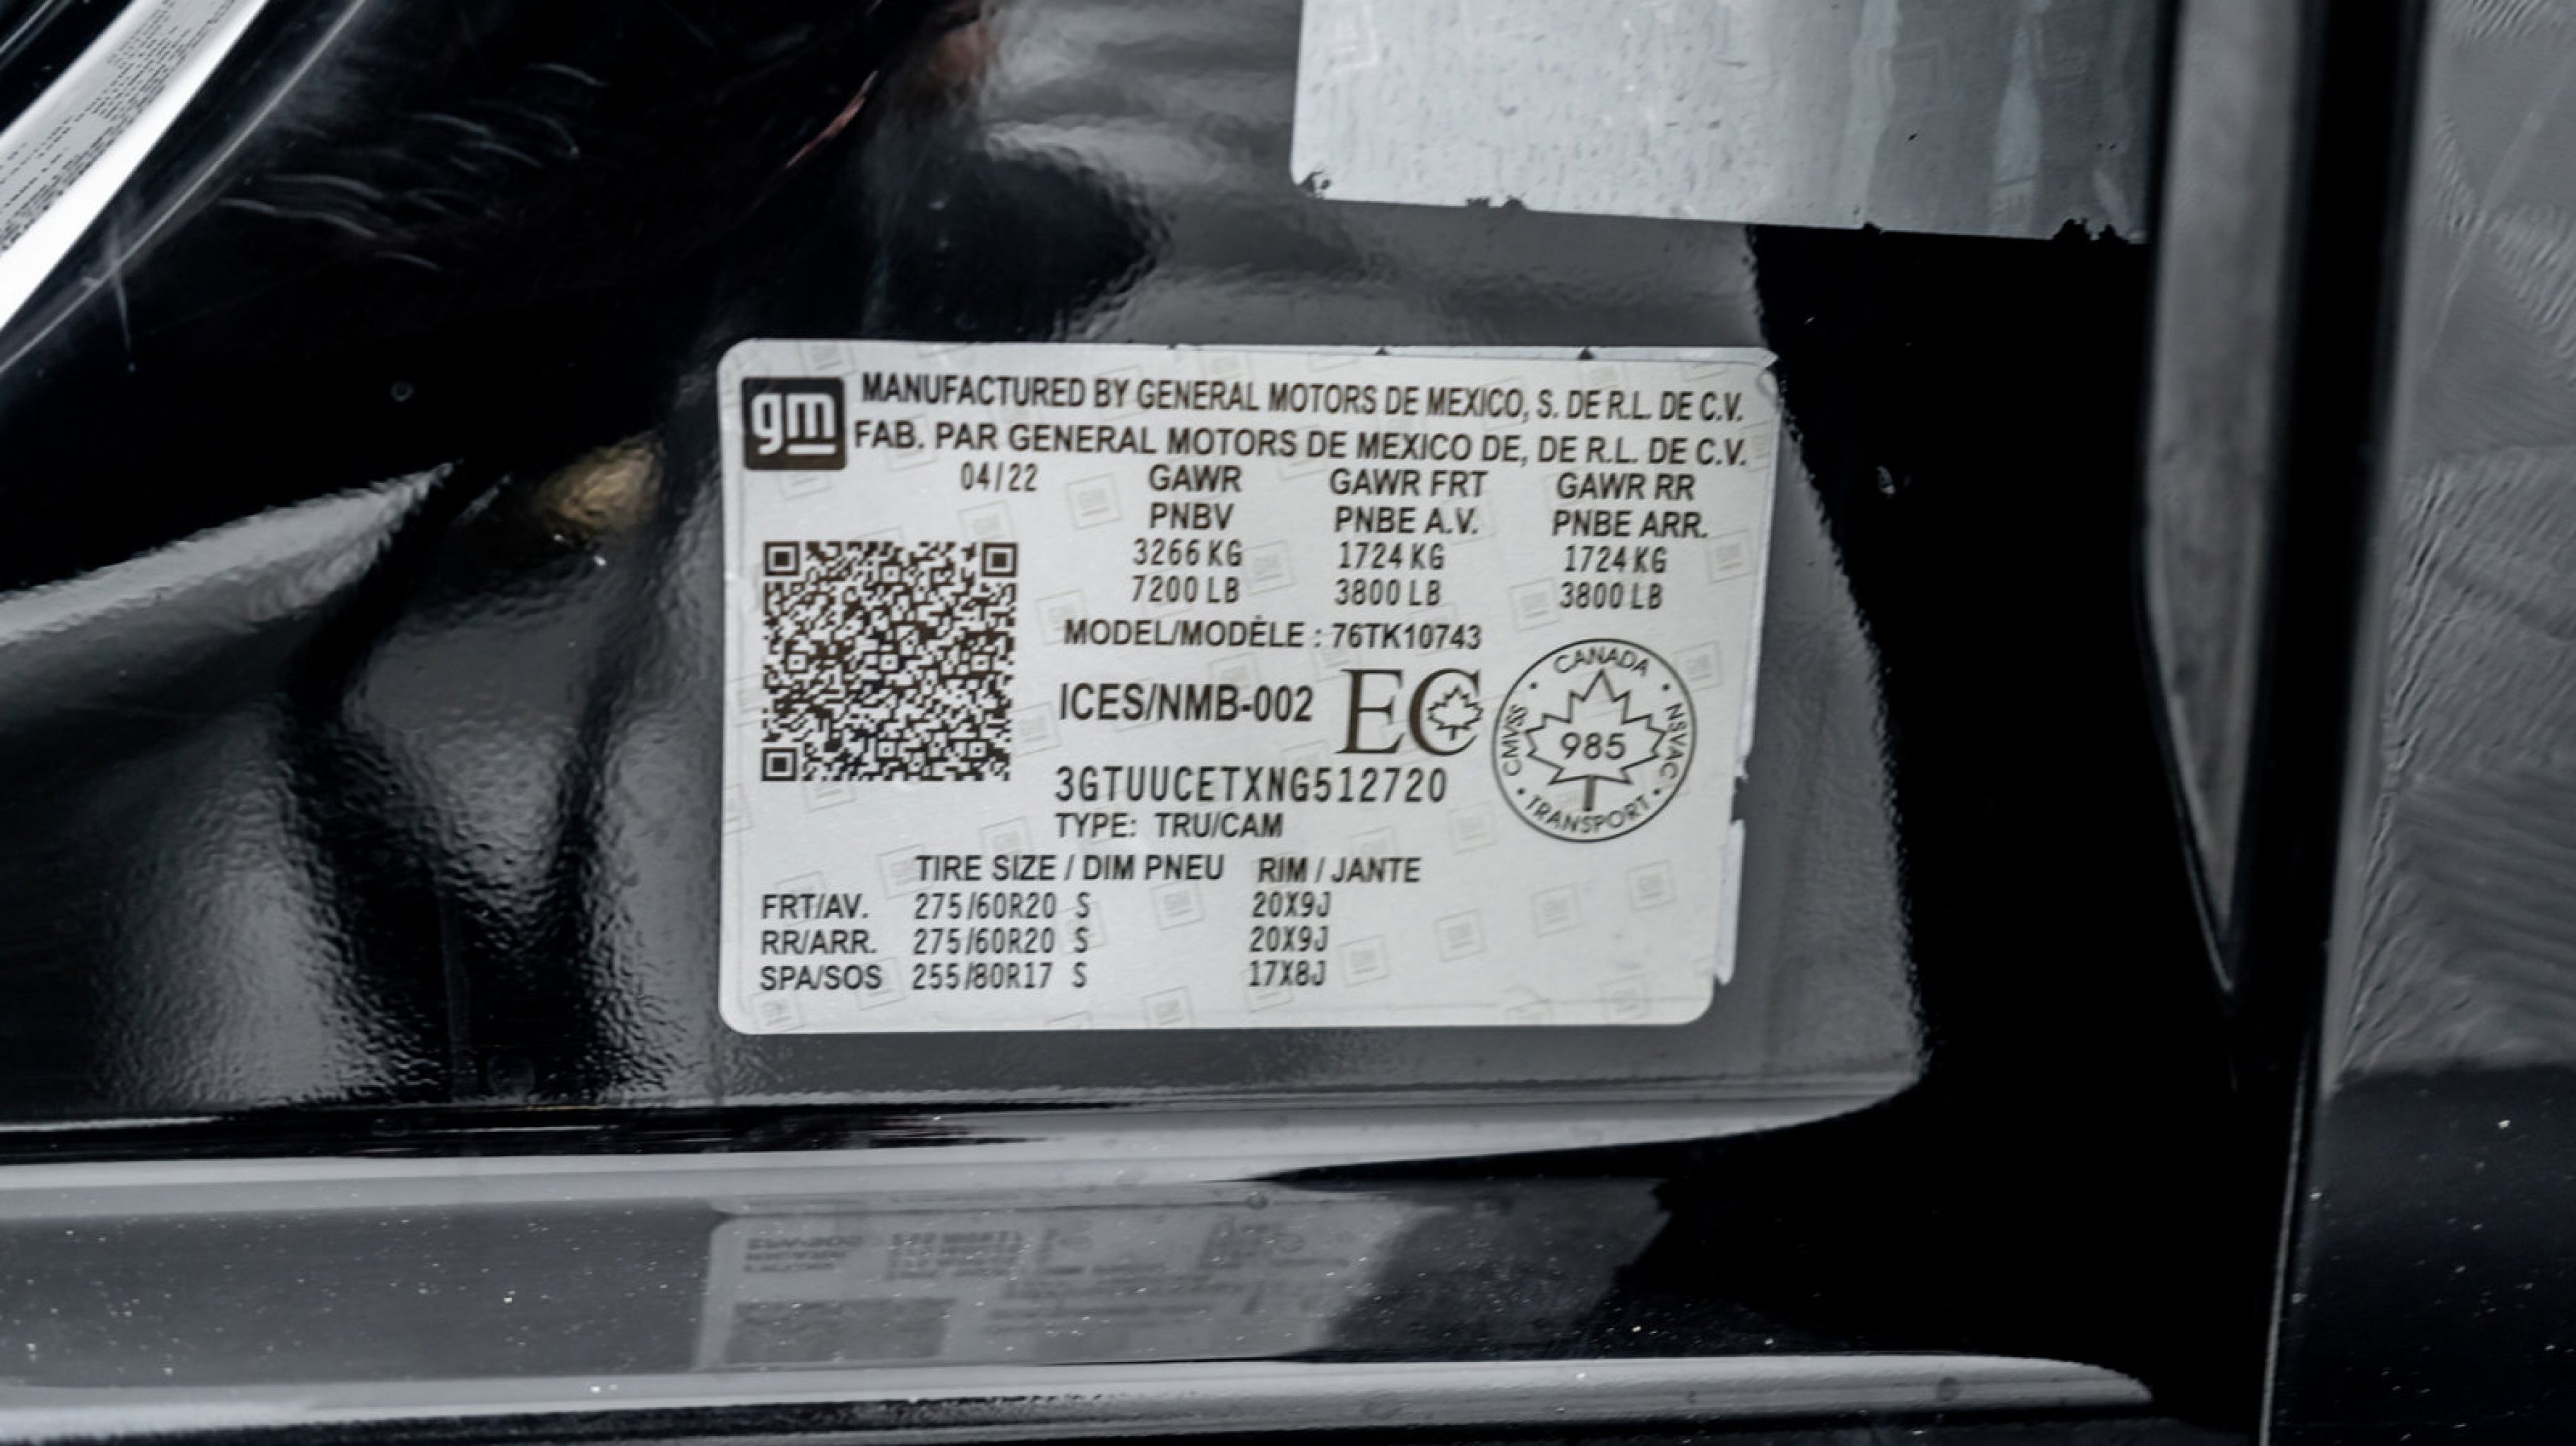 gm
MANUFACTURED BY GENERAL MOTORS DE MEXICO, S. DE R.L. DE C.V.
FAB. PAR GENERAL MOTORS DE MEXICO DE, DE R.L. DE C.V.
04/22 GAWR GAWR FRT GAWR RR
PNBV PNBE A.V. PNBE ARR.
3266 KG 1724 KG 1724 KG
7200 LB 3800 LB 3800 LB
MODEL/MODÈLE : 76TK10743
ICES/NMB-002 EC
CANADA
CMVSS 985 NSVAC
TRANSPORT
3GTUUCETXNG512720
TYPE: TRU/CAM
TIRE SIZE / DIM PNEU RIM / JANTE
FRT/AV. 275/60R20 S 20X9J
RR/ARR. 275/60R20 S 20X9J
SPA/SOS 255/80R17 S 17X8J